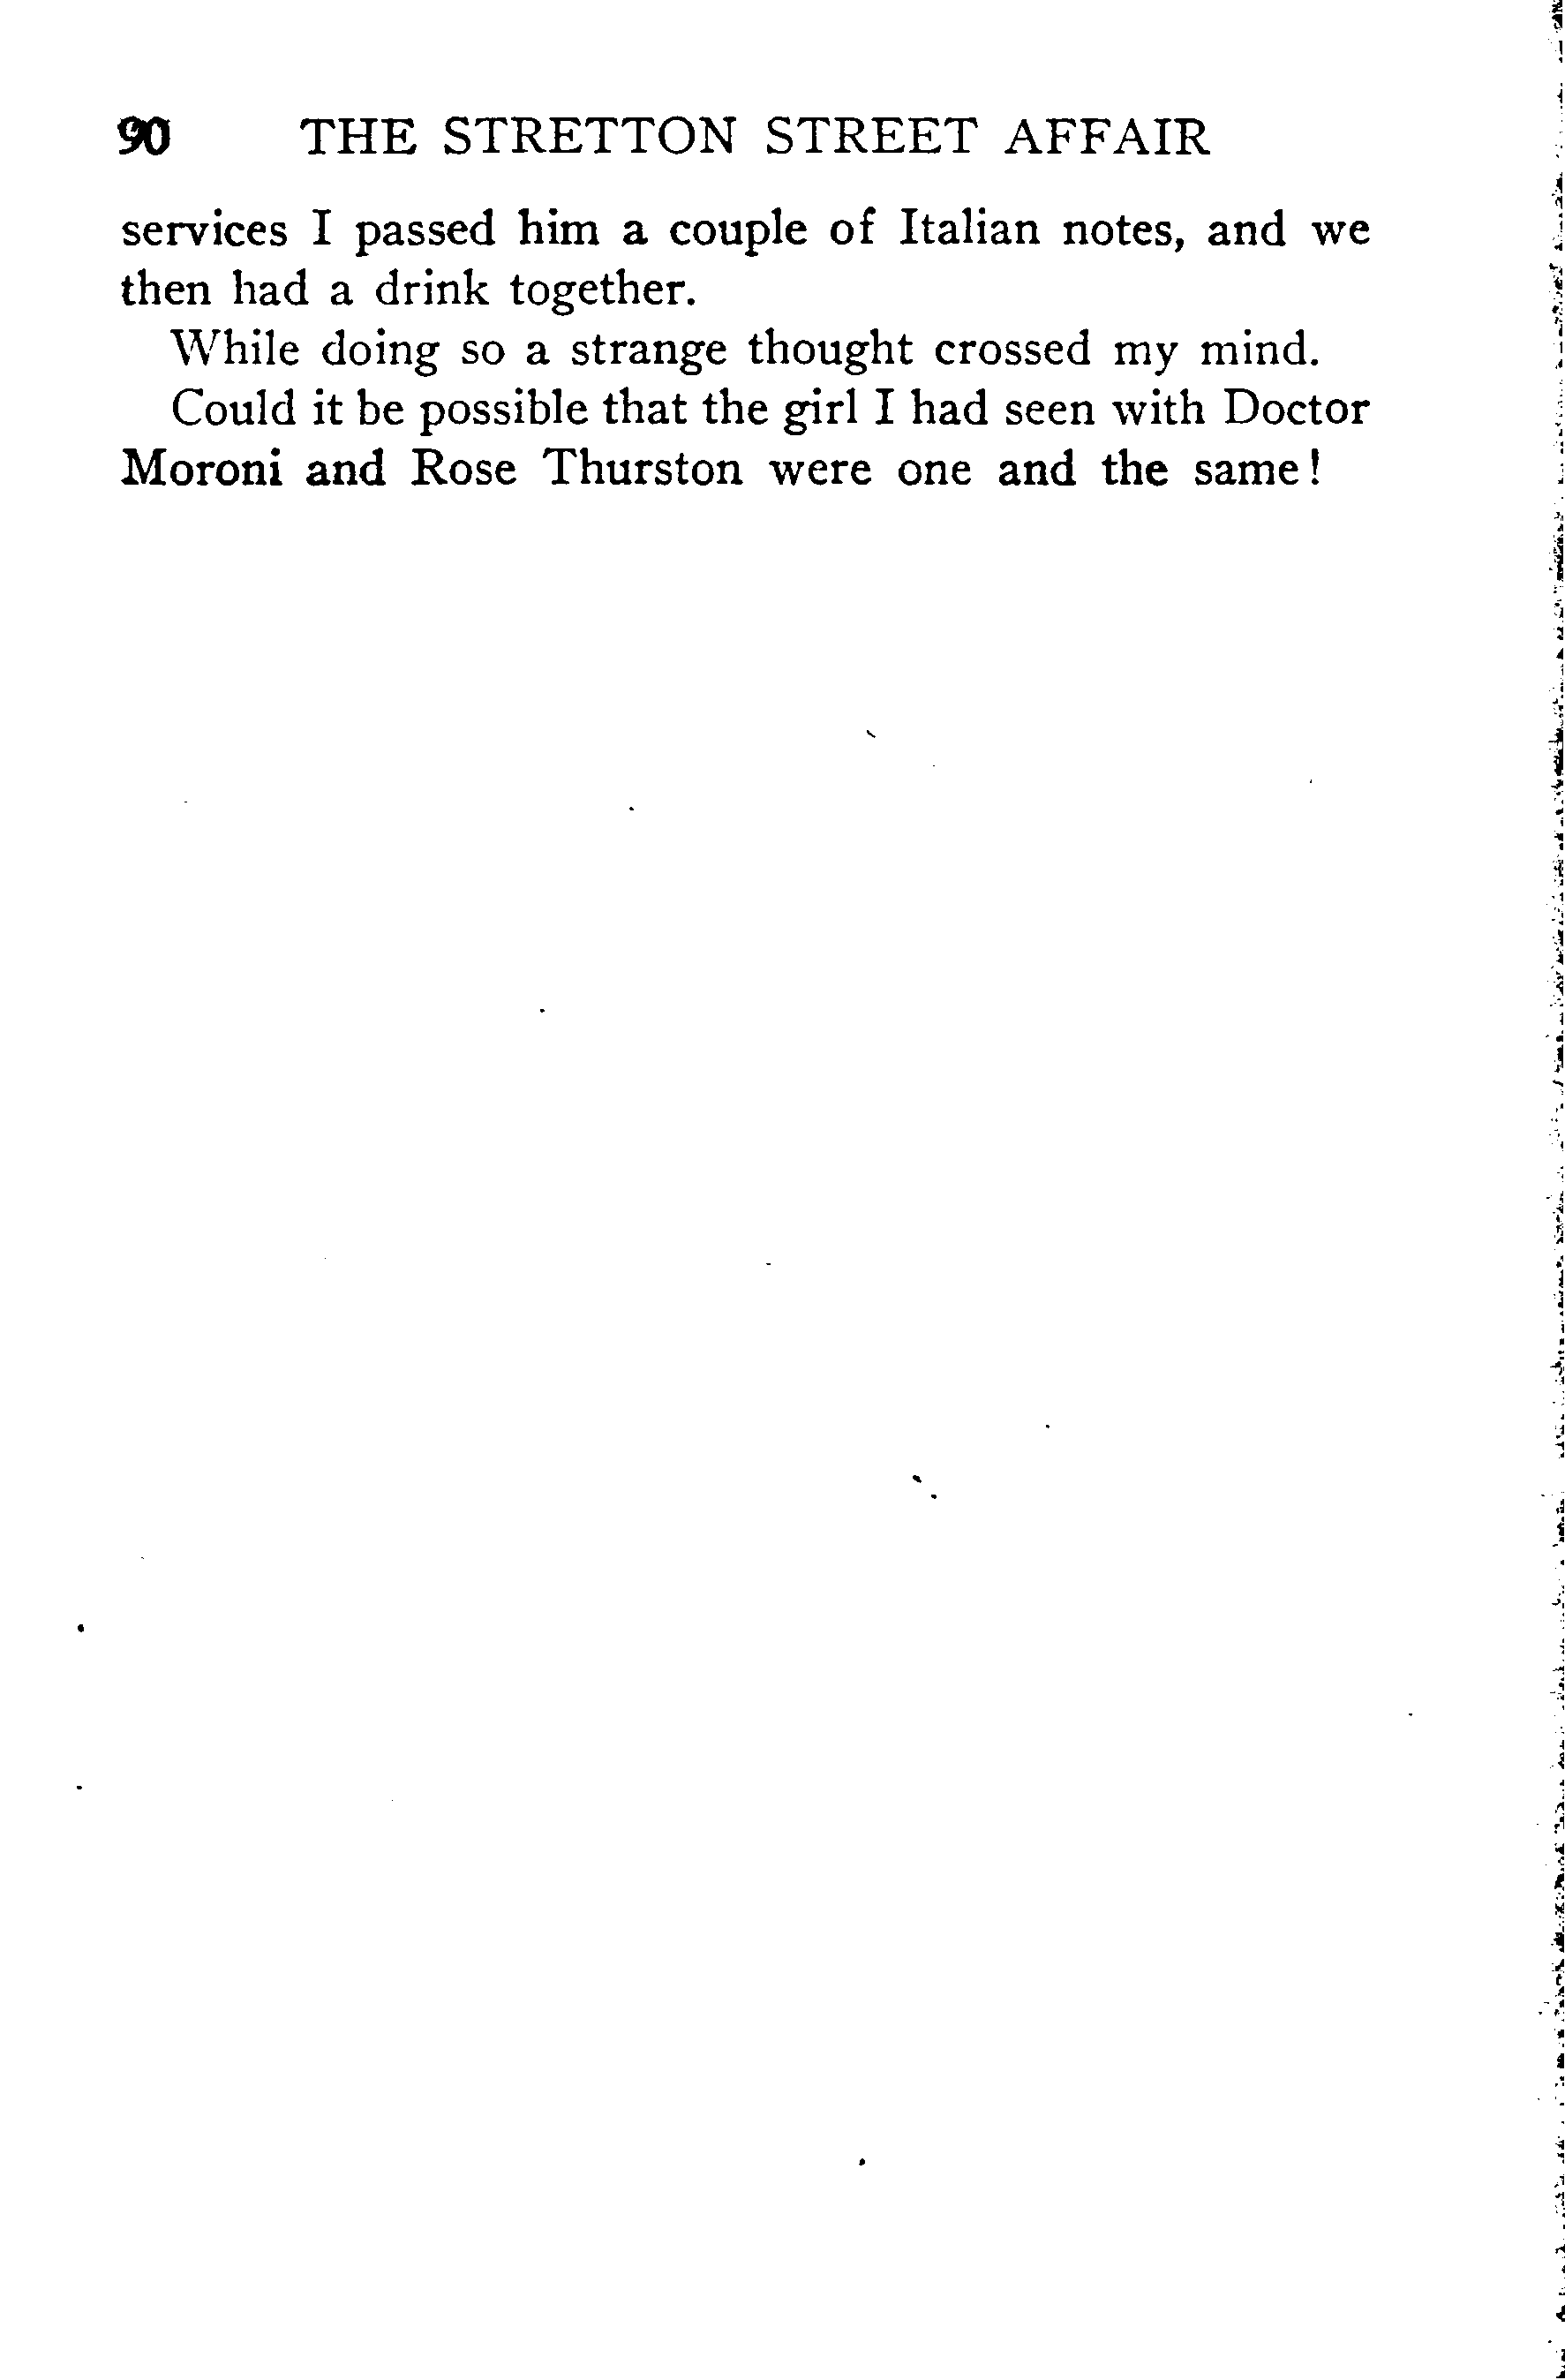 90 THE STRETTON STREET AFFAIR
services I passed him a couple of Italian notes, and we
then had a drink together.
While doing so a strange thought crossed my mind.
Could it be possible that the girl I had seen with Doctor
Moroni and Rose Thurston were one and the same!